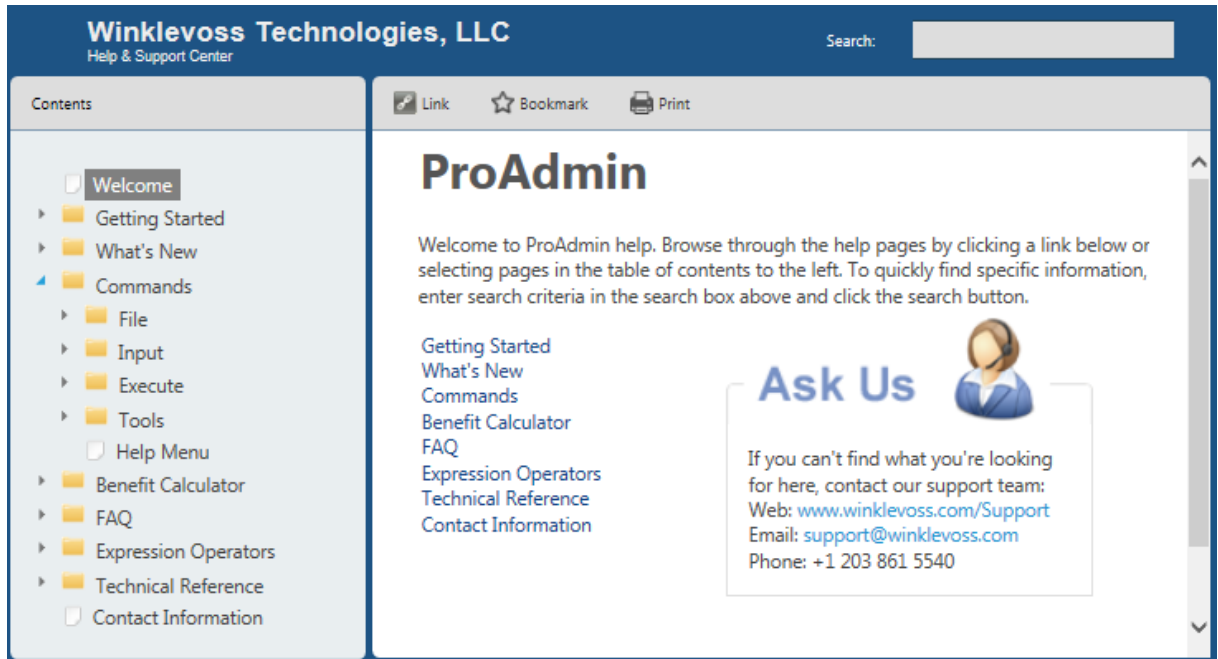 Winklevoss Technologies, LLC
Help & Support Center
Search:
Contents
Welcome
Getting Started
What's New
Commands
File
Input
Execute
Tools
Help Menu
Benefit Calculator
FAQ
Expression Operators
Technical Reference
Contact Information
Link
Bookmark
Print
ProAdmin
Welcome to ProAdmin help. Browse through the help pages by clicking a link below or
selecting pages in the table of contents to the left. To quickly find specific information,
enter search criteria in the search box above and click the search button.
Getting Started
What's New
Commands
Benefit Calculator
FAQ
Expression Operators
Technical Reference
Contact Information
Ask Us
If you can't find what you're looking
for here, contact our support team:
Web: www.winklevoss.com/Support
Email: support@winklevoss.com
Phone: +1 203 861 5540